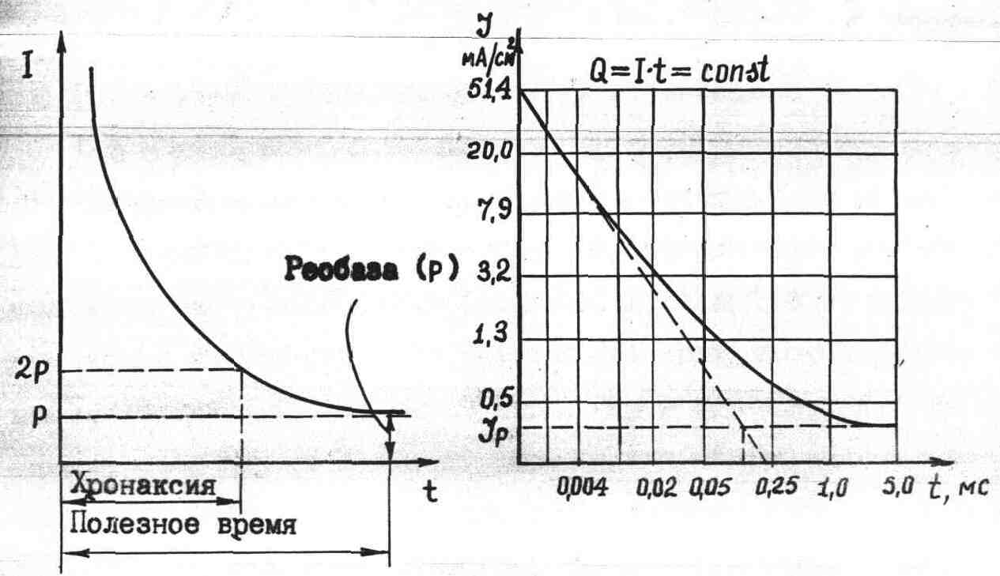 I
Реобаза (р)
2р
р
Хронаксия
t
Полезное время
J
мА/см²
Q=I·t=const
51,4
20,0
7,9
3,2
1,3
0,5
Jр
0,004 0,02 0,05 0,25 1,0 5,0 t, мс